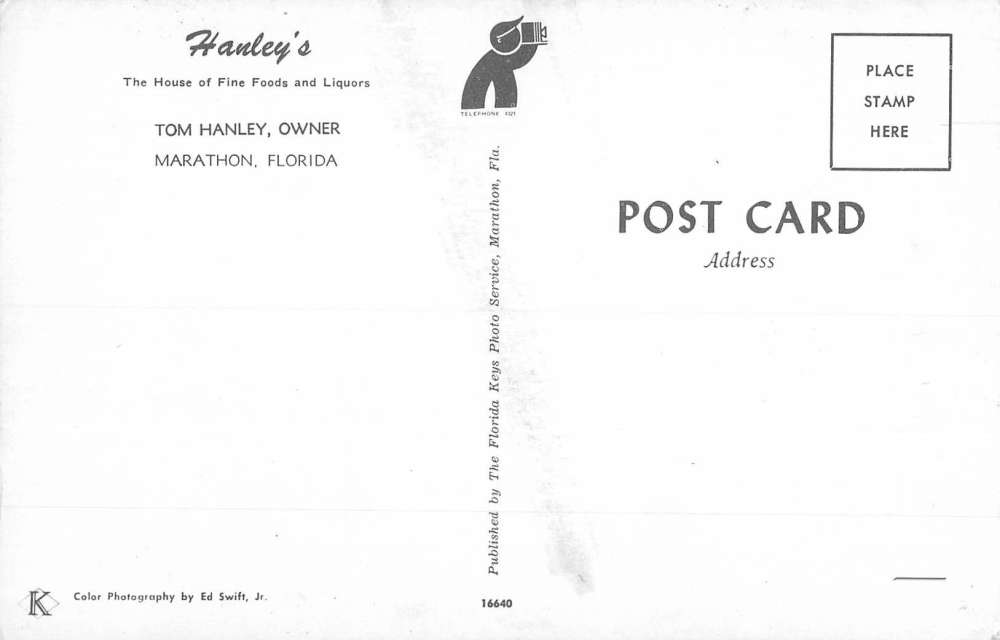 Hanley's
The House of Fine Foods and Liquors
TOM HANLEY, OWNER
MARATHON, FLORIDA
TELEPHONE
Published by The Florida Keys Photo Service, Marathon, Fla.
PLACE
STAMP
HERE
POST CARD
Address
K
Color Photography by Ed Swift, Jr.
16640